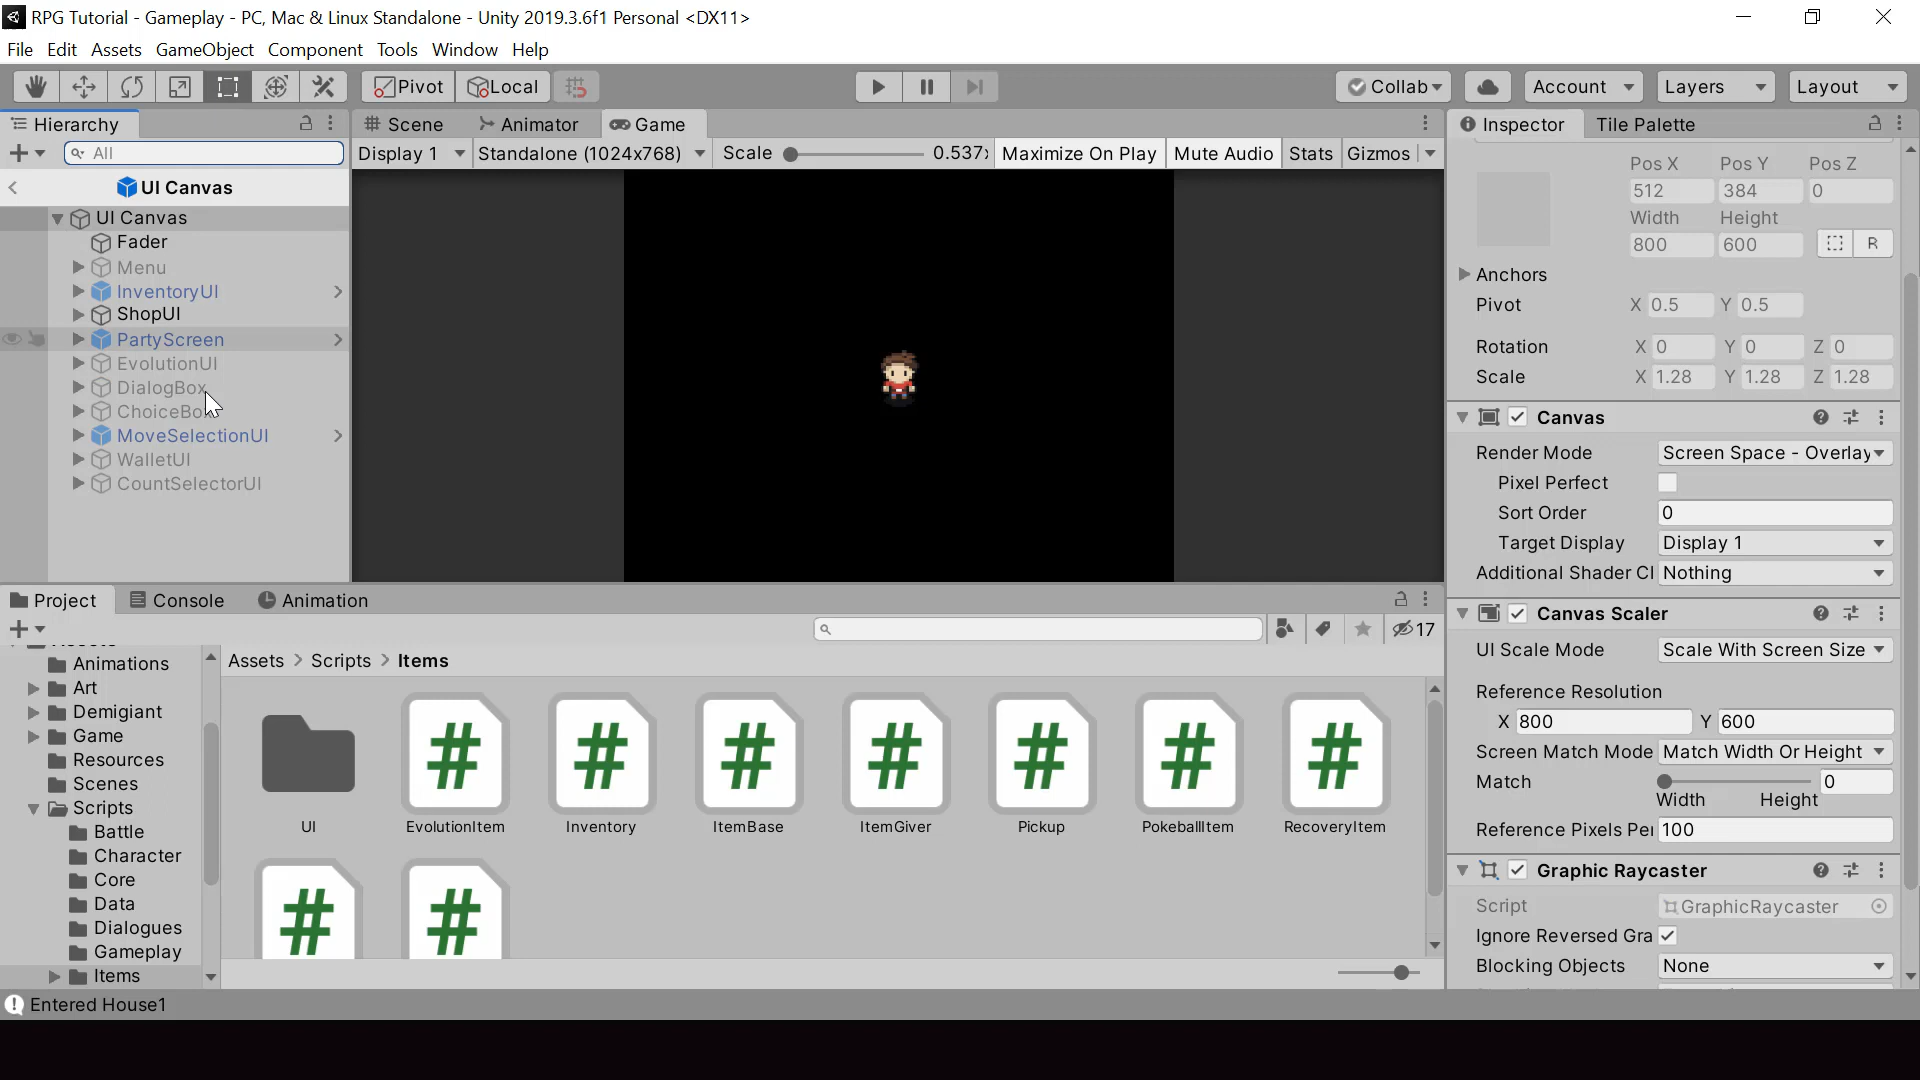 RPG Tutorial - Gameplay - PC, Mac & Linux Standalone - Unity 2019.3.6f1 Personal <DX11>
File Edit Assets GameObject Component Tools Window Help
Pivot Local Collab Account Layers Layout
Hierarchy
All
UI Canvas
UI Canvas
Fader
Menu
InventoryUI
ShopUI
PartyScreen
EvolutionUI
DialogBox
ChoiceBo
MoveSelectionUI
WalletUI
CountSelectorUI
Scene Animator Game
Display 1 Standalone (1024x768) Scale 0.537: Maximize On Play Mute Audio Stats Gizmos
Inspector Tile Palette
Pos X Pos Y Pos Z
512 384 0
Width Height
800 600 R
Anchors
Pivot X 0.5 Y 0.5
Rotation X 0 Y 0 Z 0
Scale X 1.28 Y 1.28 Z 1.28
Canvas
Render Mode Screen Space - Overlay
Pixel Perfect
Sort Order 0
Target Display Display 1
Additional Shader Cl Nothing
Canvas Scaler
UI Scale Mode Scale With Screen Size
Reference Resolution
X 800 Y 600
Screen Match Mode Match Width Or Height
Match 0
Width Height
Reference Pixels Per 100
Graphic Raycaster
Script GraphicRaycaster
Ignore Reversed Gra
Blocking Objects None
Project Console Animation
17
Animations
Art
Demigiant
Game
Resources
Scenes
Scripts
Battle
Character
Core
Data
Dialogues
Gameplay
Items
Assets > Scripts > Items
UI EvolutionItem Inventory ItemBase ItemGiver Pickup PokeballItem RecoveryItem
Entered House1